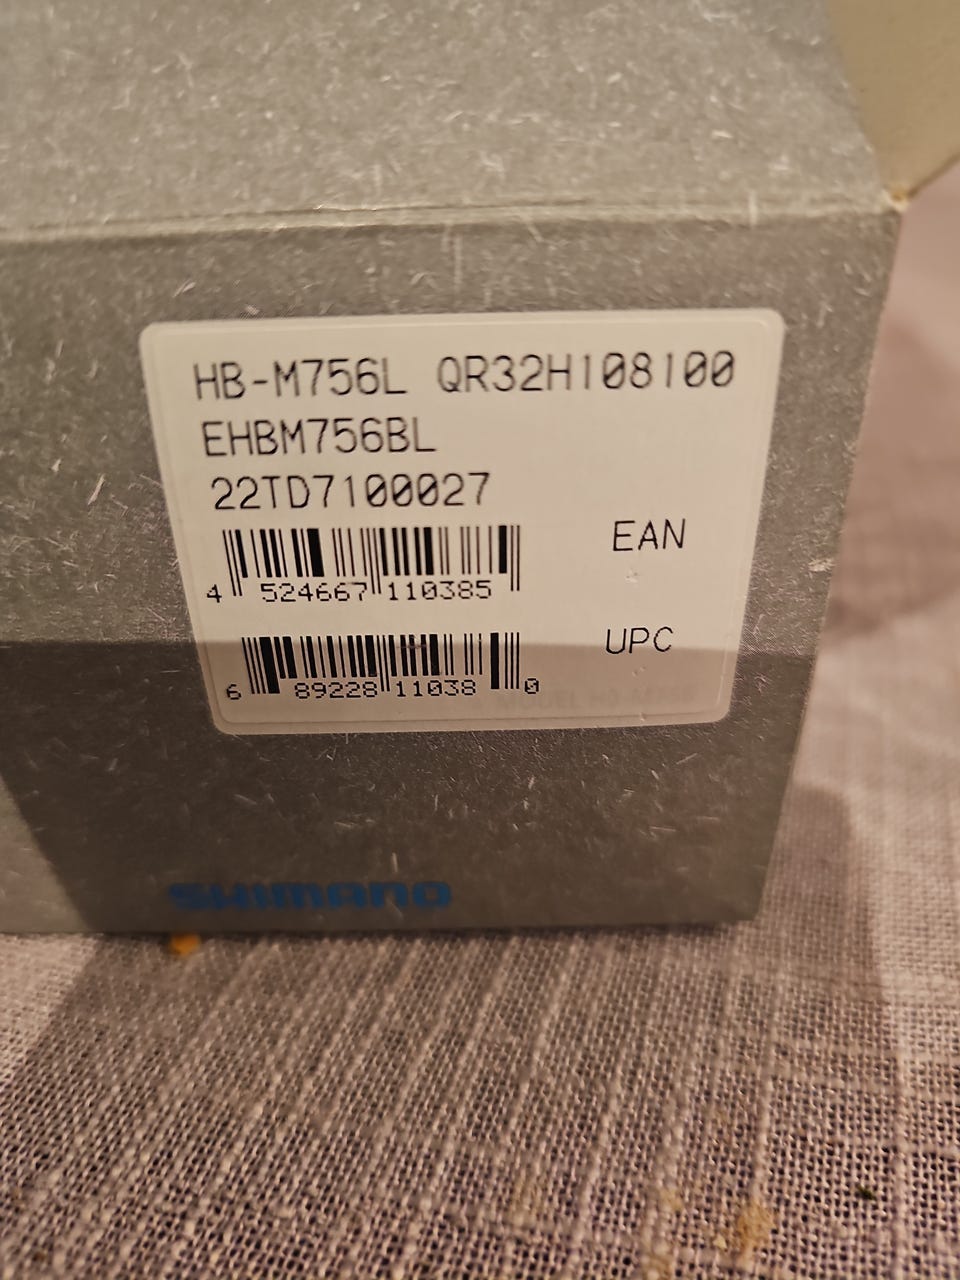 HB-M756L QR32H108100
EHBM756BL
22TD7100027
EAN
4 524667 110385
UPC
6 89228 11038 0
SHIMANO